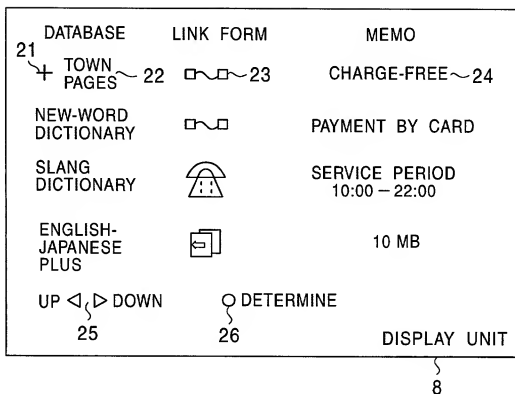 DATABASE LINK FORM MEMO
21
+ TOWN PAGES 22 23 CHARGE-FREE 24
NEW-WORD DICTIONARY PAYMENT BY CARD
SLANG DICTIONARY SERVICE PERIOD 10:00 – 22:00
ENGLISH-JAPANESE PLUS 10 MB
UP ◁ ▷ DOWN ○ DETERMINE
25 26
DISPLAY UNIT
8